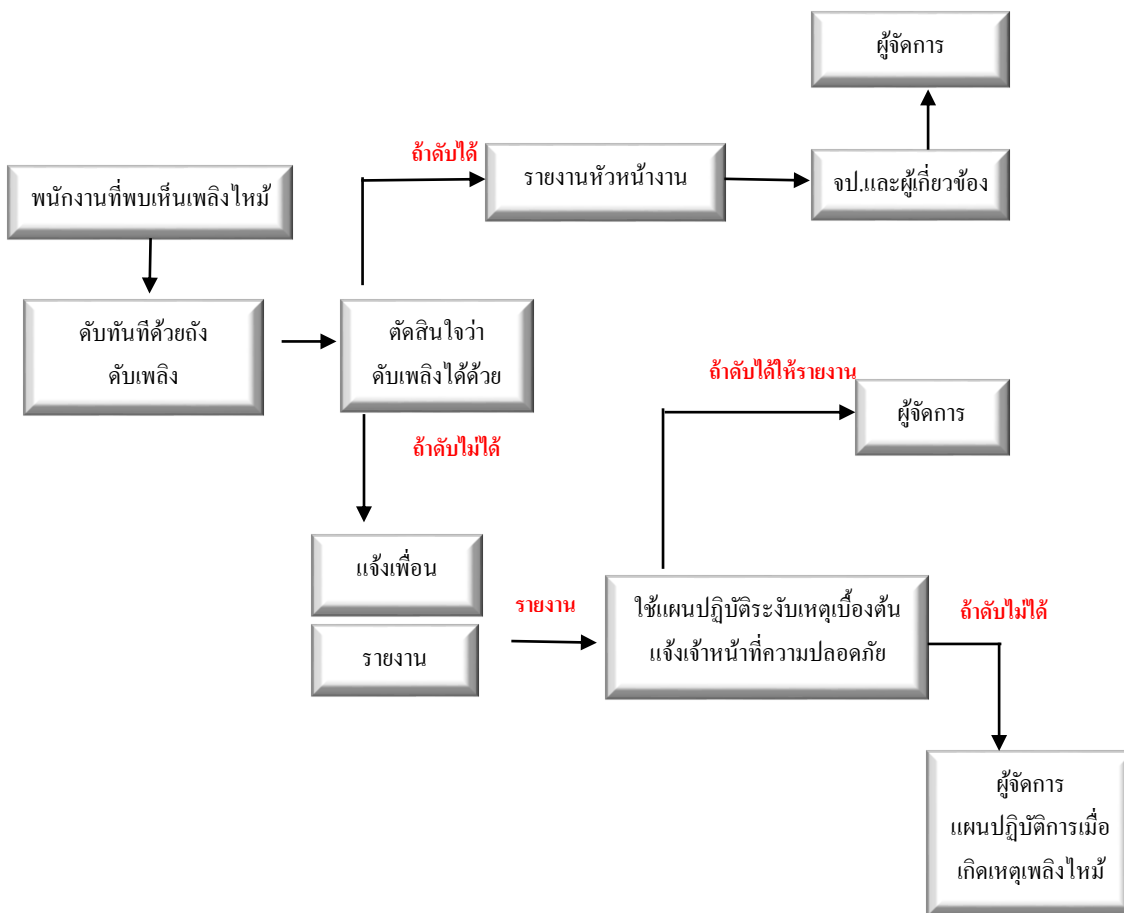 ผู้จัดการ
ถ้าดับได้
รายงานหัวหน้างาน
จป.และผู้เกี่ยวข้อง
พนักงานที่พบเห็นเพลิงไหม้
ดับทันทีด้วยถัง
ดับเพลิง
ตัดสินใจว่า
ดับเพลิงได้ด้วย
ถ้าดับได้ให้รายงาน
ผู้จัดการ
ถ้าดับไม่ได้
แจ้งเพื่อน
รายงาน
รายงาน
ใช้แผนปฏิบัติระงับเหตุเบื้องต้น
แจ้งเจ้าหน้าที่ความปลอดภัย
ถ้าดับไม่ได้
ผู้จัดการ
แผนปฏิบัติการเมื่อ
เกิดเหตุเพลิงไหม้